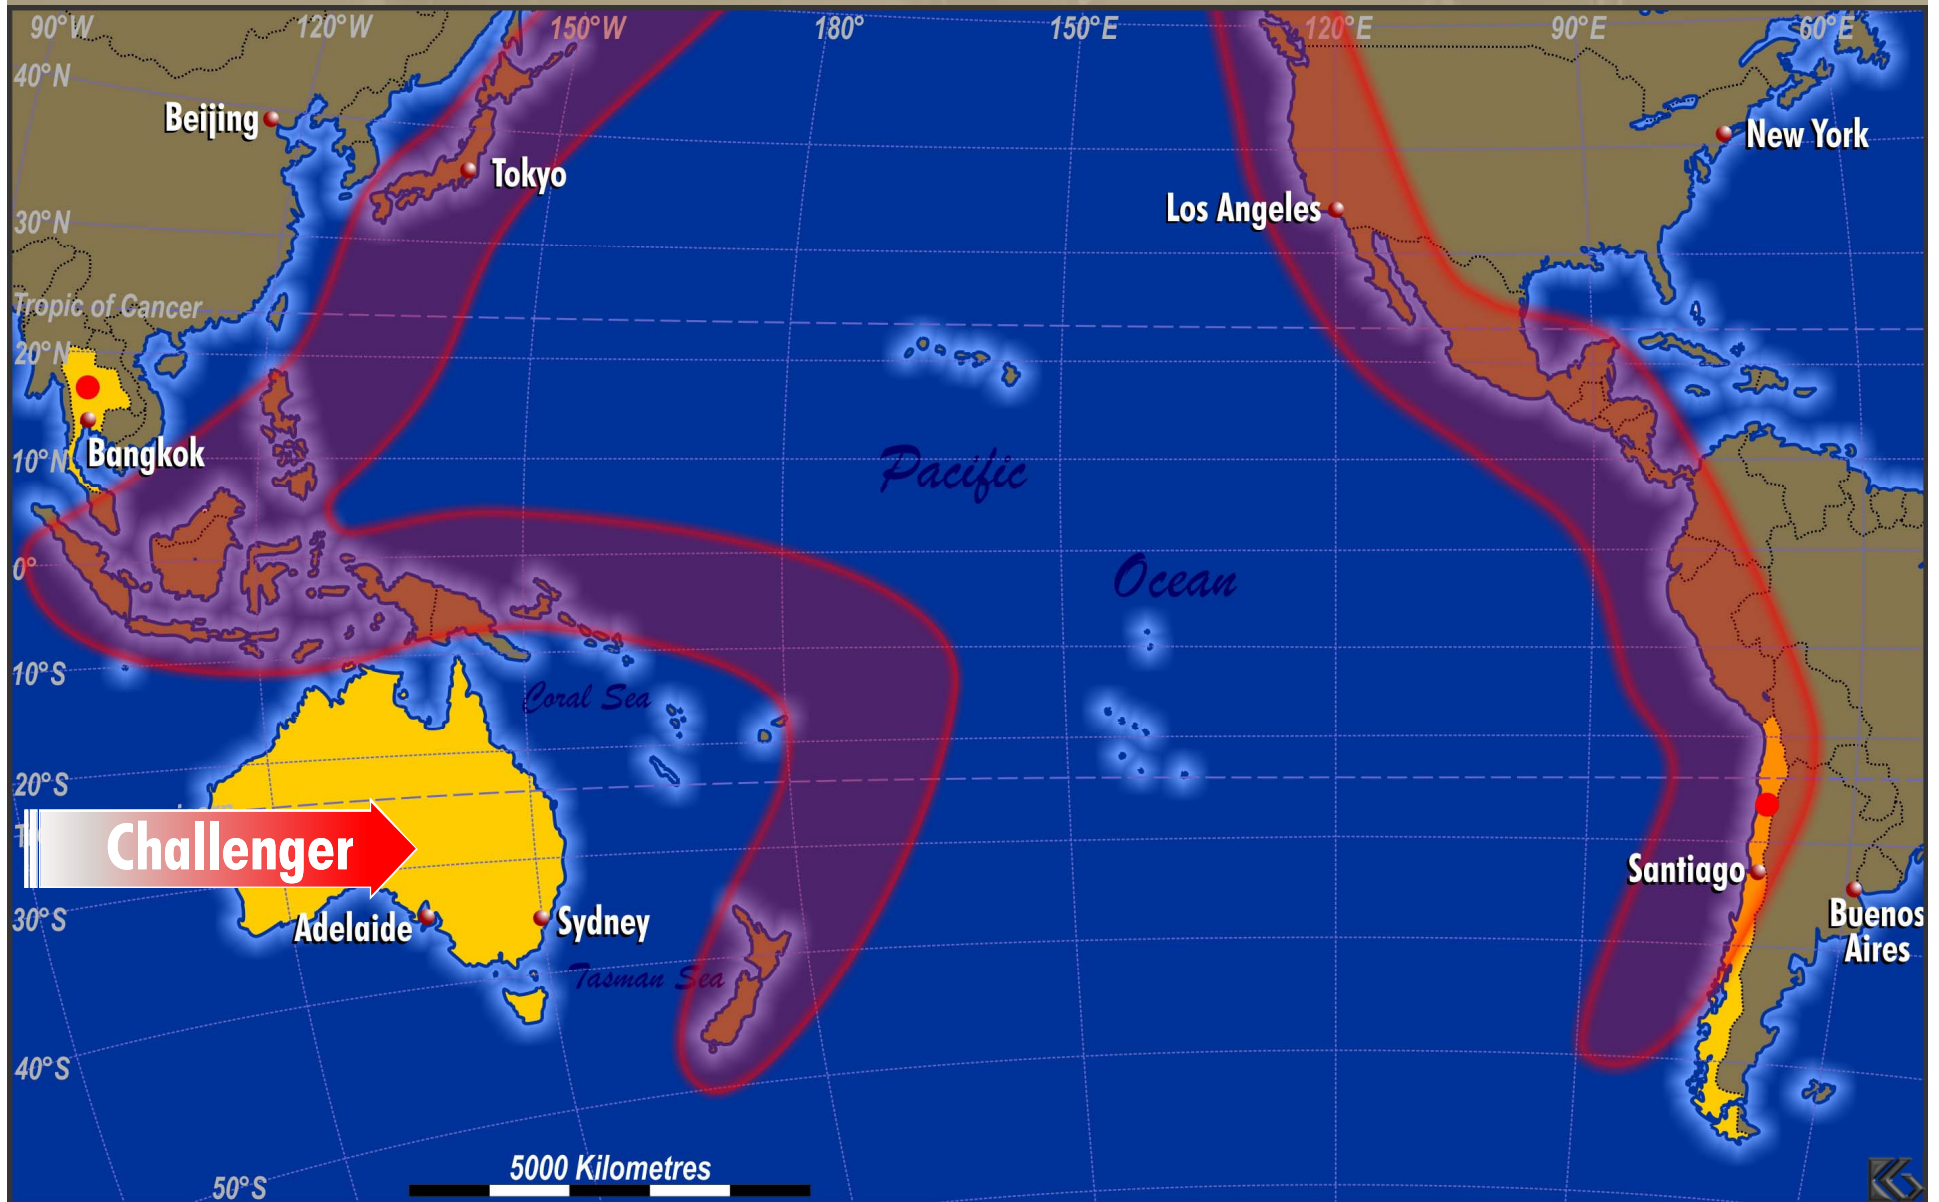 90°W
120°W
150°W
180°
150°E
120°E
90°E
60°E
40°N
Beijing
New York
Tokyo
Los Angeles
30°N
Tropic of Cancer
20°N
Bangkok
10°N
Pacific
Ocean
0°
10°S
Coral Sea
20°S
Challenger
Santiago
30°S
Adelaide
Sydney
Buenos
Aires
Tasman Sea
40°S
5000 Kilometres
50°S